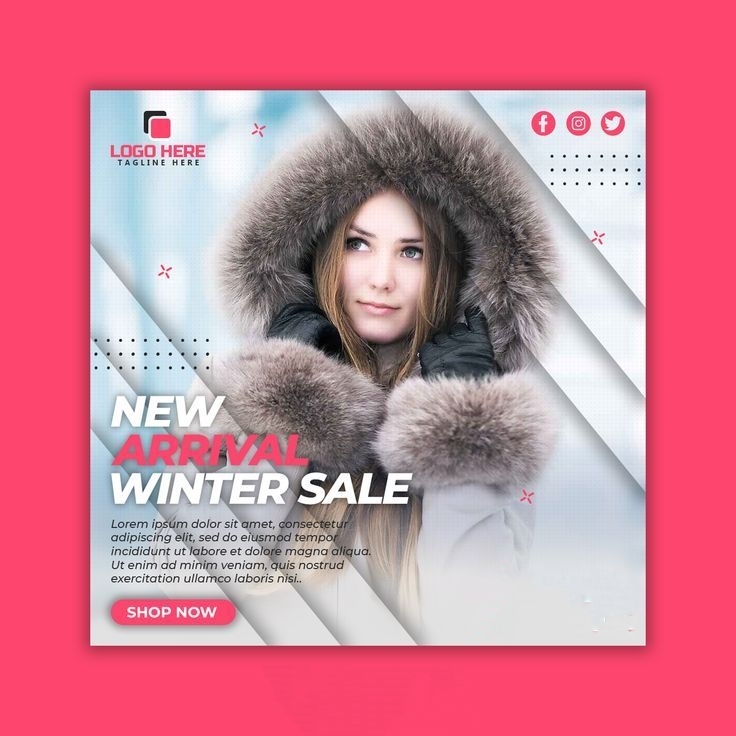 LOGO HERE
TAGLINE HERE
NEW
ARRIVAL
WINTER SALE
Lorem ipsum dolor sit amet, consectetur
adipiscing elit, sed do eiusmod tempor
incididunt ut labore et dolore magna aliqua.
Ut enim ad minim veniam, quis nostrud
exercitation ullamco laboris nisi..
SHOP NOW